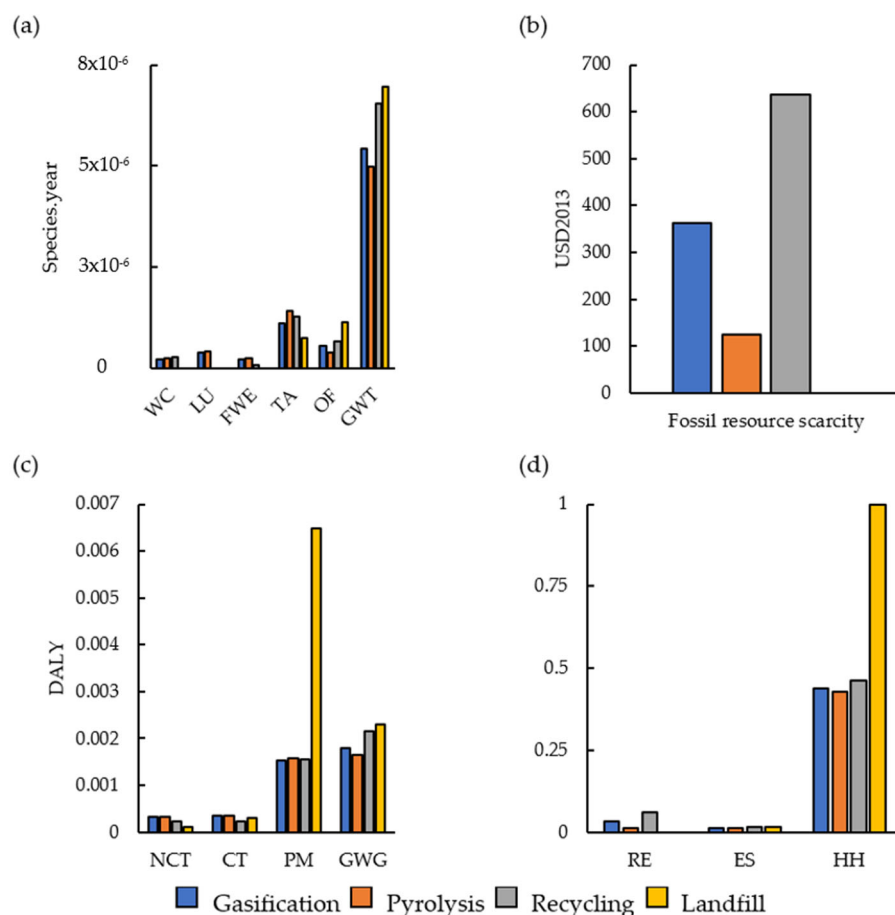 (a)
8x10⁻⁶
5x10⁻⁶
3x10⁻⁶
0
Species.year
WC LU FWE TA OF GWT
(b)
700
600
500
400
300
200
100
0
USD2013
Fossil resource scarcity
(c)
0.007
0.006
0.005
0.004
0.003
0.002
0.001
0
DALY
NCT CT PM GWG
(d)
1
0.75
0.5
0.25
0
RE ES HH
Gasification Pyrolysis Recycling Landfill